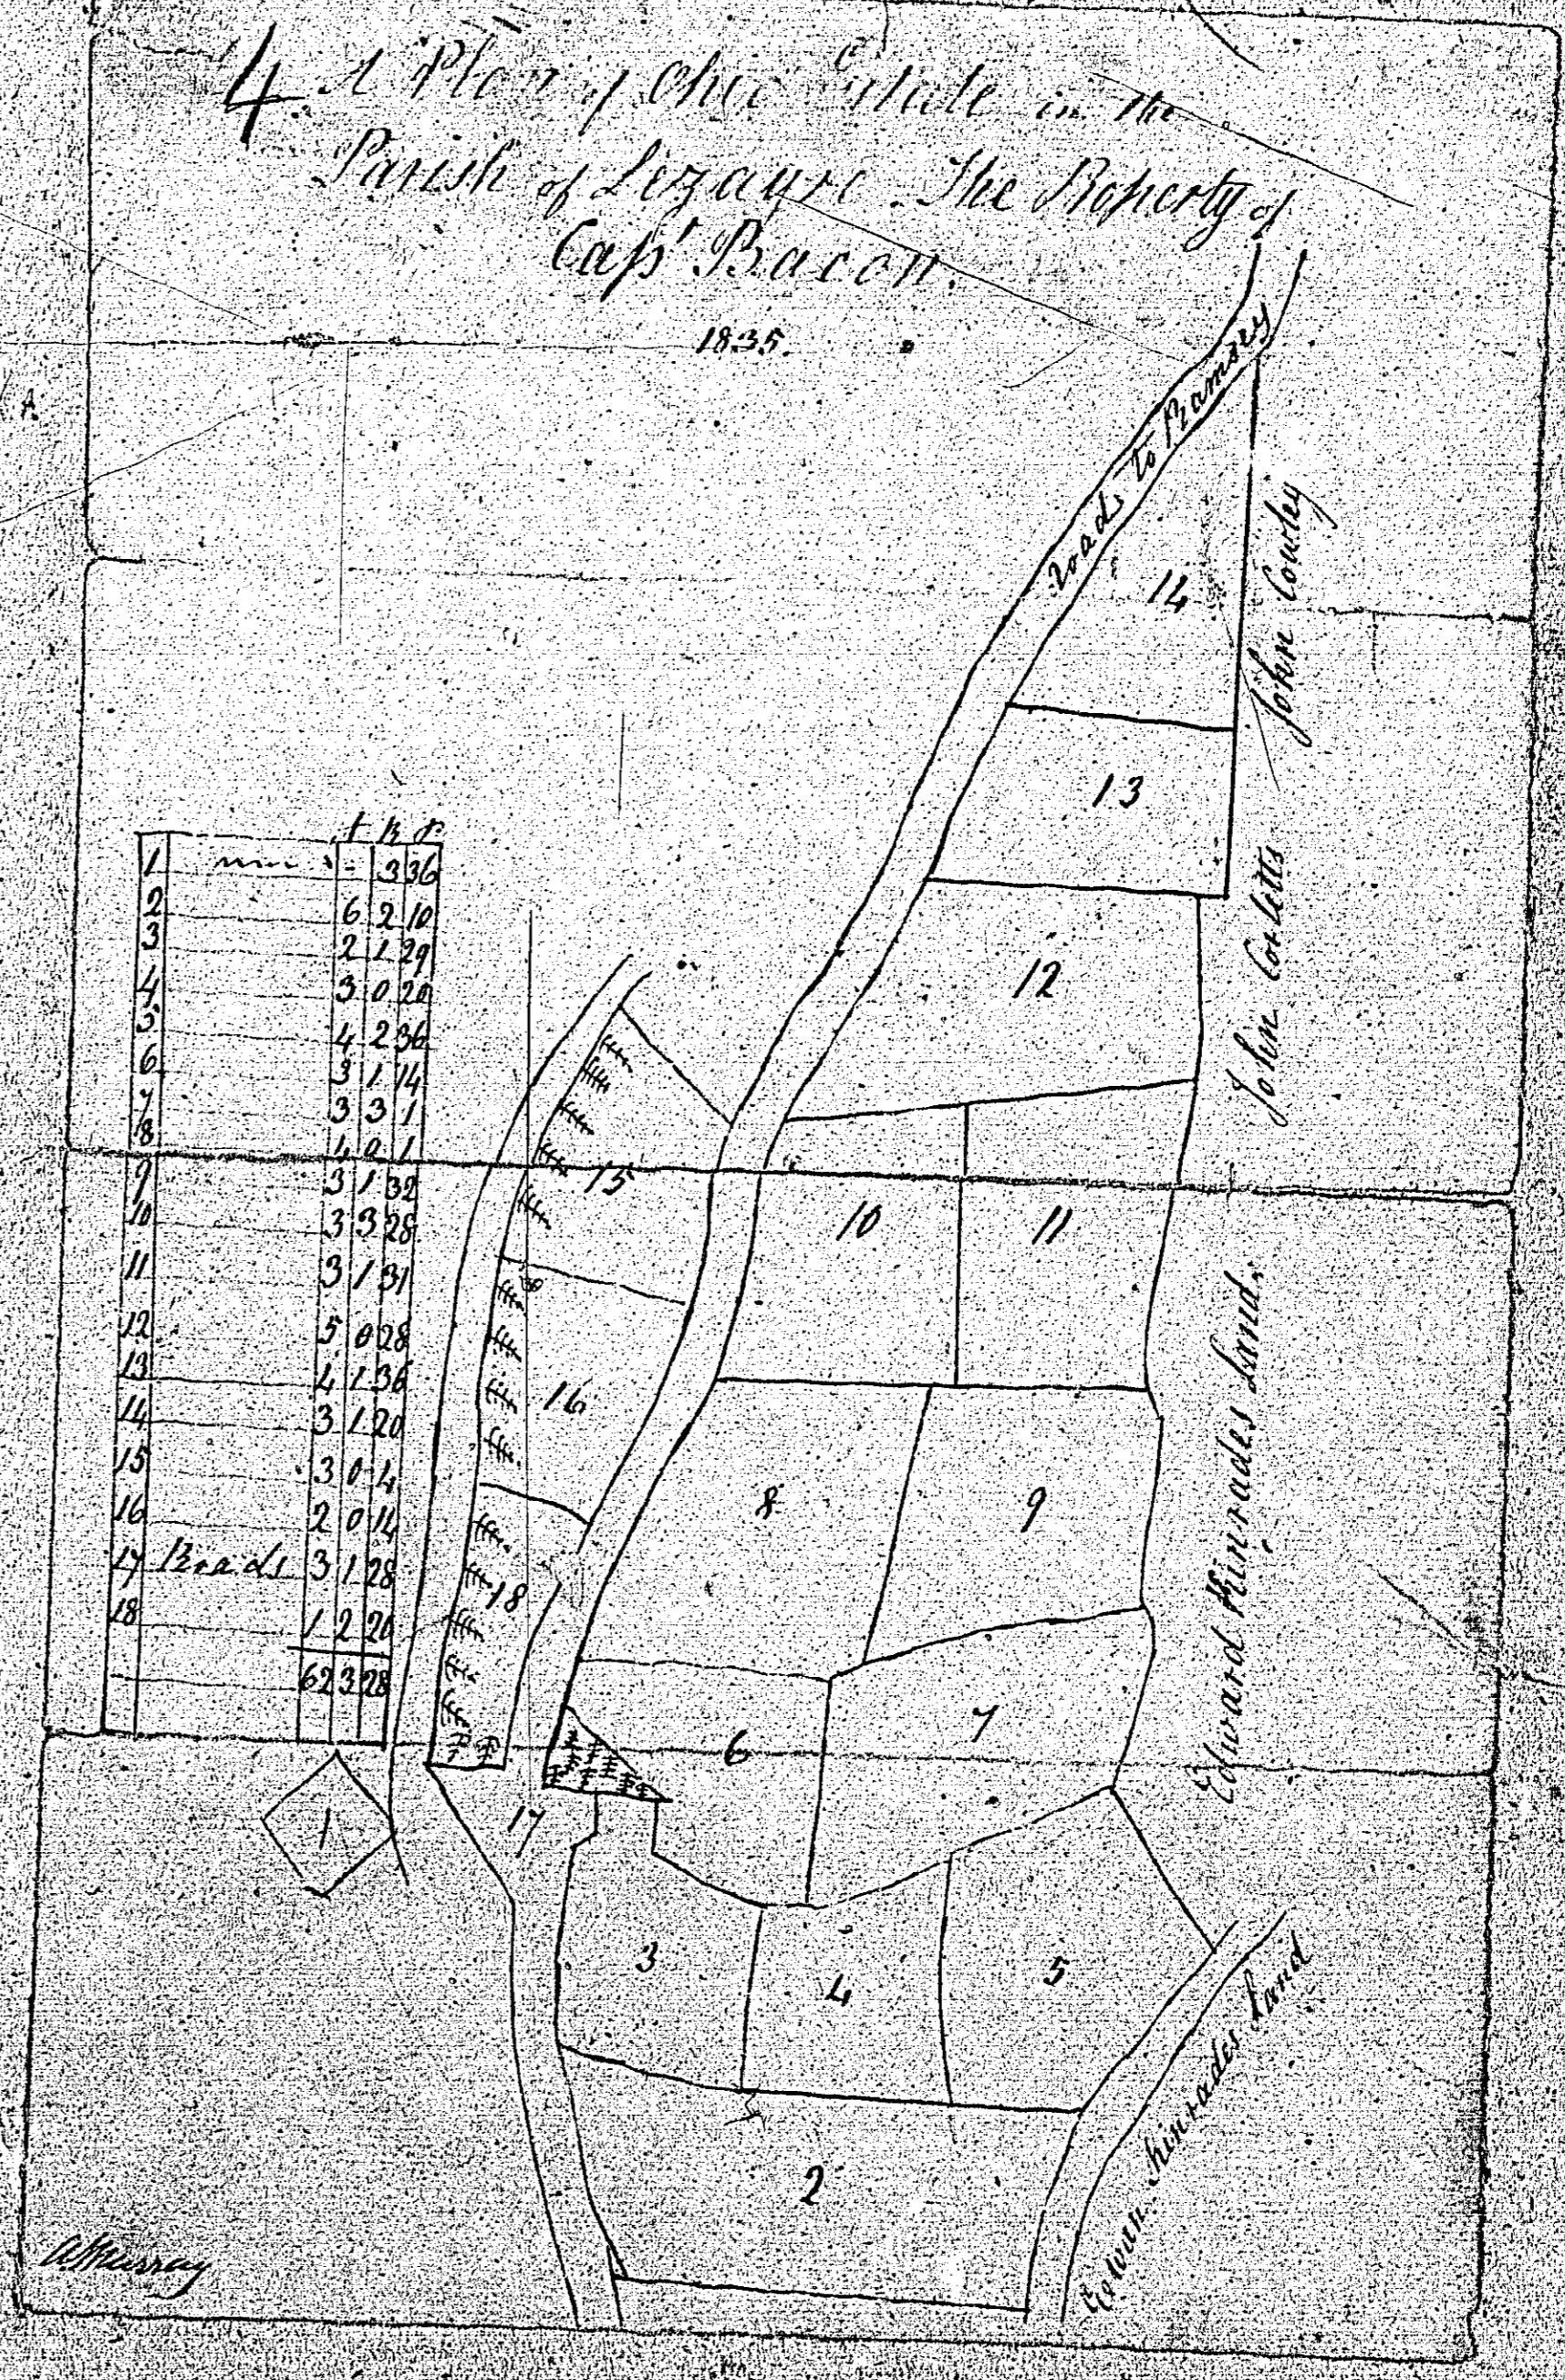 4 A Plan of Ohio Estate in the
Parish of Lezayre. The Property of
Capt Bacon.
1835.
A
Road to Ramsey
John Cowley
John Corletts
Edward Kinrades Land.
Kinrades Land
14
13
12
15
10
11
16
8
9
18
6
7
17
1
3
4
5
2
A R P
1 - 3 36
2 6 2 10
3 2 1 29
4 3 0 20
5 4 2 36
6 3 1 14
7 3 3 1
8 4 0 1
9 3 1 32
10 3 3 28
11 3 1 31
12 5 0 28
13 4 1 36
14 3 1 20
15 3 0 4
16 2 0 14
17 Roads 3 1 28
18 1 2 20
62 3 28
A Murray